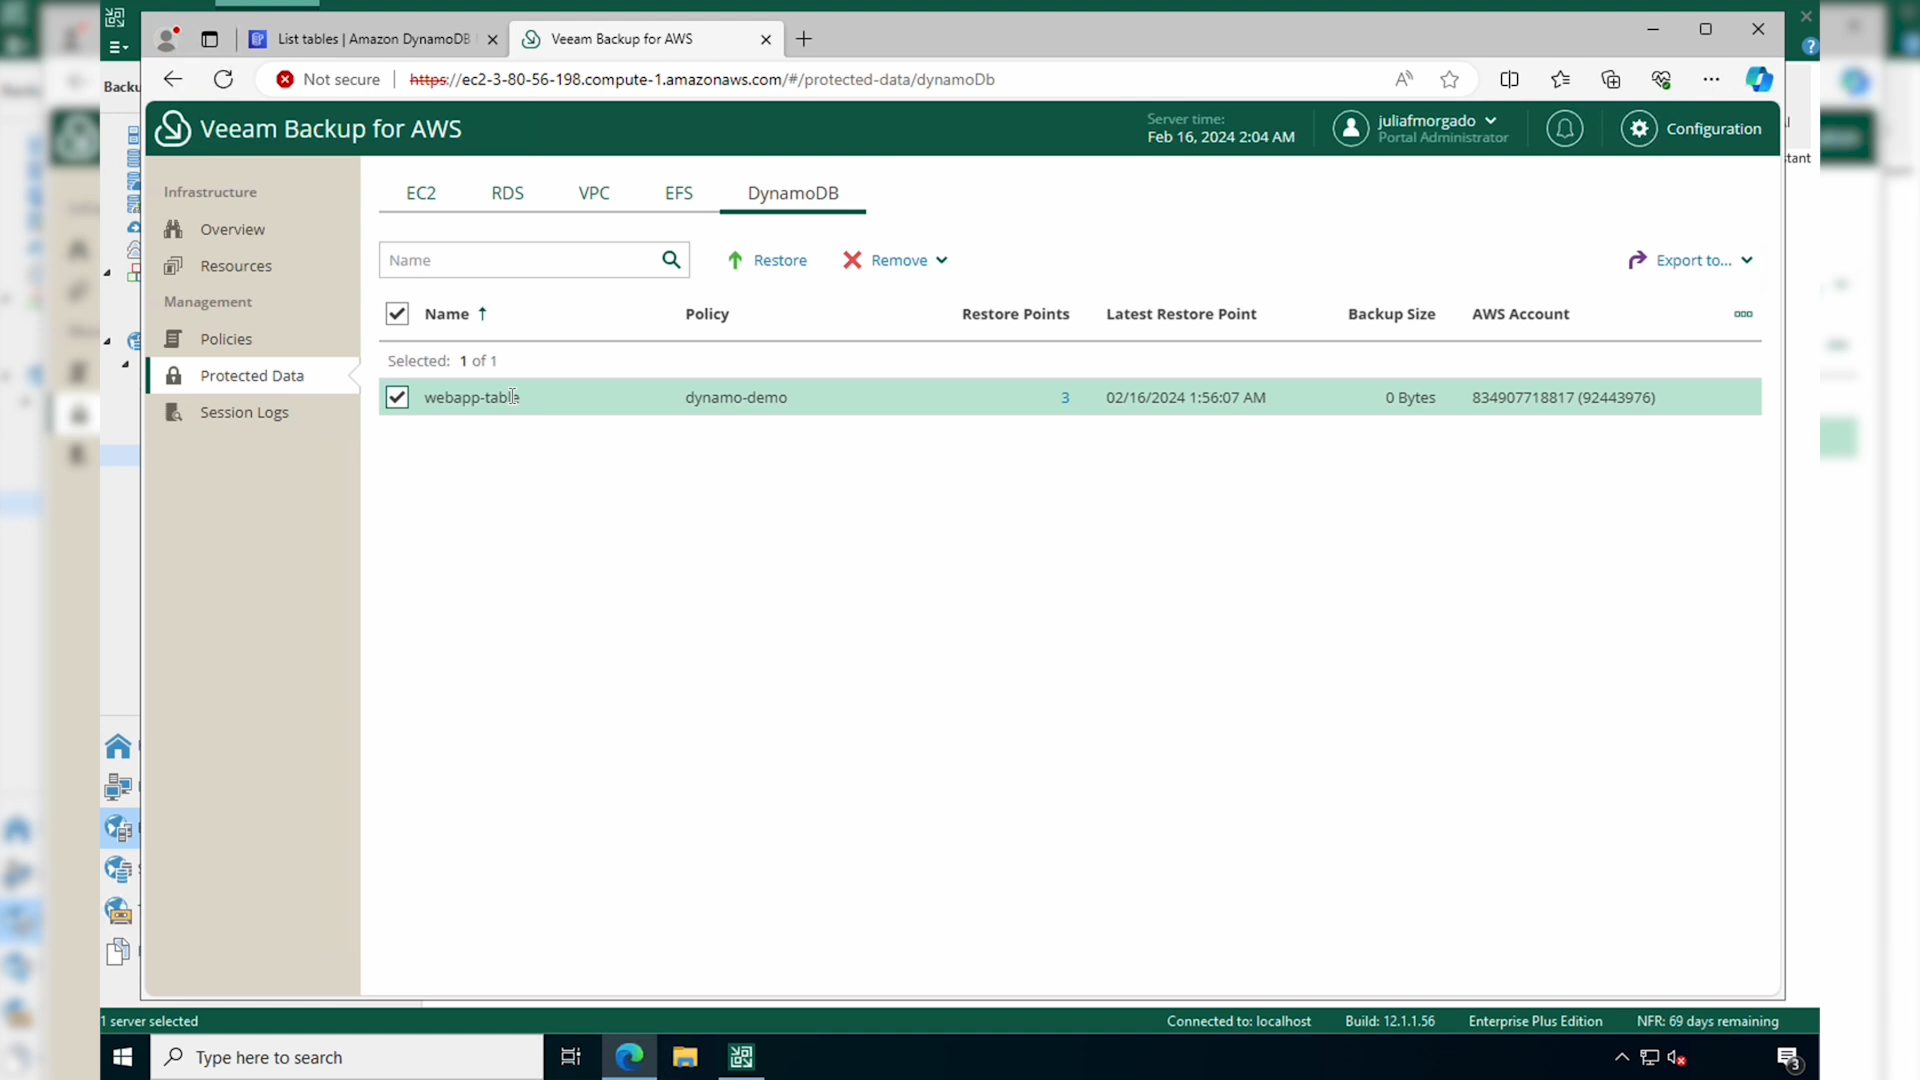 List tables | Amazon DynamoDB
Veeam Backup for AWS
Backu
Not secure
https://ec2-3-80-56-198.compute-1.amazonaws.com/#/protected-data/dynamoDb
Veeam Backup for AWS
Server time:
Feb 16, 2024 2:04 AM
juliafmorgado
Portal Administrator
Configuration
tant
Infrastructure
Overview
Resources
Management
Policies
Protected Data
Session Logs
EC2
RDS
VPC
EFS
DynamoDB
Name
Restore
Remove
Export to...
Name
Policy
Restore Points
Latest Restore Point
Backup Size
AWS Account
Selected: 1 of 1
webapp-table
dynamo-demo
3
02/16/2024 1:56:07 AM
0 Bytes
834907718817 (92443976)
1 server selected
Connected to: localhost
Build: 12.1.1.56
Enterprise Plus Edition
NFR: 69 days remaining
Type here to search
3